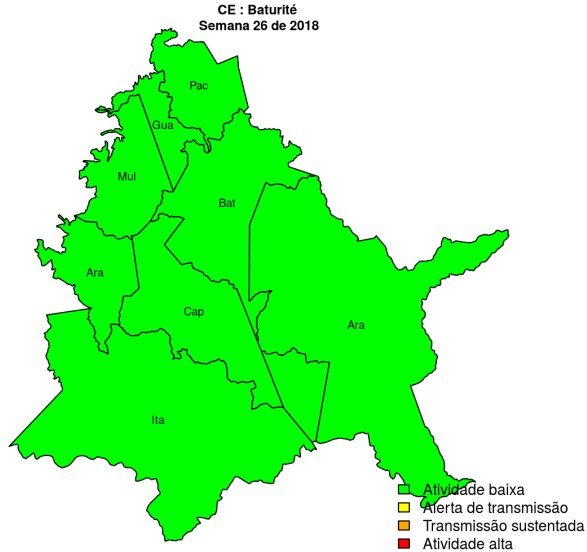 CE : Baturité
Semana 26 de 2018
Pac
Gua
Mul
Bat
Ara
Cap
Ara
Ita
Atividade baixa
Alerta de transmissão
Transmissão sustentada
Atividade alta